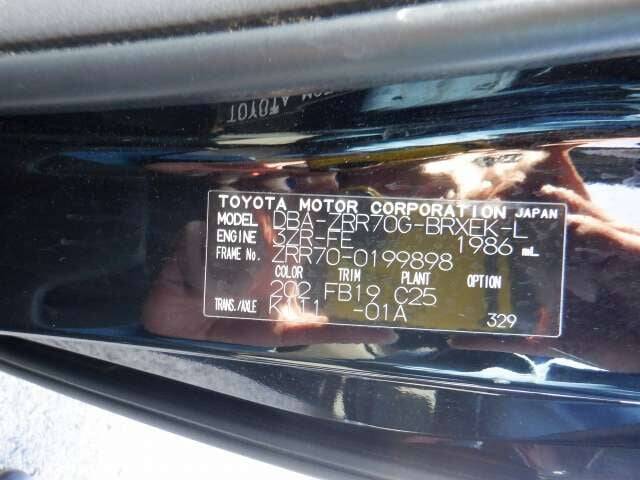 TOYOTA MOTOR CORPORATION JAPAN
MODEL DBA-ZRR70G-BRXEK-L
ENGINE 3ZR-FE 1986 mL
FRAME No. ZRR70-0199898
COLOR TRIM PLANT OPTION
202 FB19 C25
TRANS./AXLE K111 -01A
329